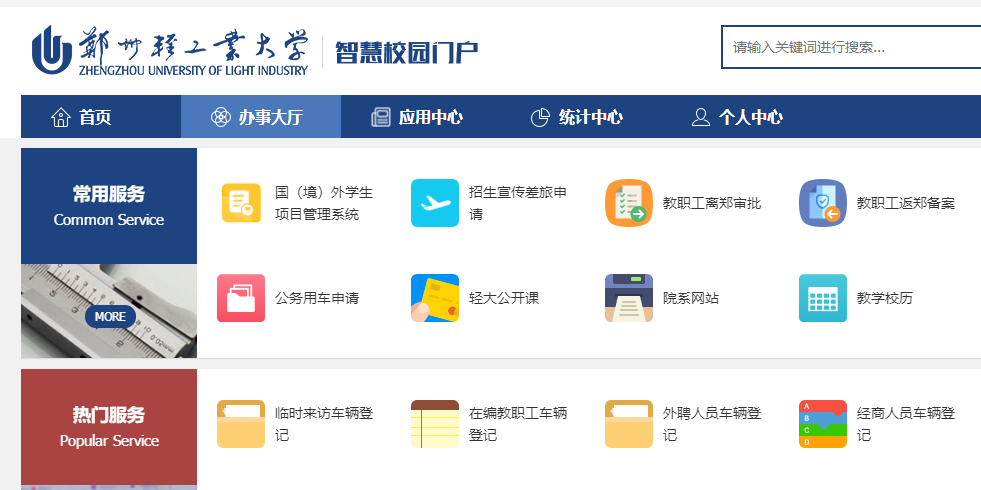 郑州轻工业大学
ZHENGZHOU UNIVERSITY OF LIGHT INDUSTRY
智慧校园门户
请输入关键词进行搜索...
首页
办事大厅
应用中心
统计中心
个人中心
常用服务
Common Service
MORE
国（境）外学生
项目管理系统
招生宣传差旅申
请
教职工离郑审批
教职工返郑备案
公务用车申请
轻大公开课
院系网站
教学校历
热门服务
Popular Service
临时来访车辆登
记
在编教职工车辆
登记
外聘人员车辆登
记
A
B
C
D
经商人员车辆登
记